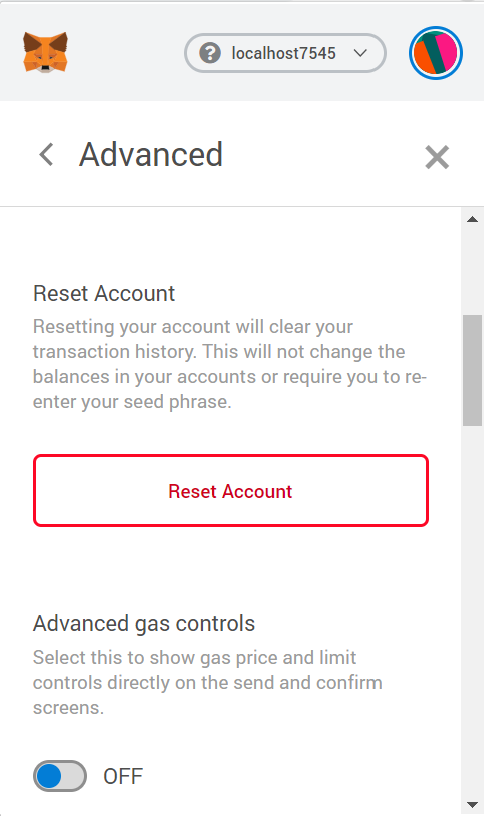 ? localhost7545
Advanced
Reset Account
Resetting your account will clear your
transaction history. This will not change the
balances in your accounts or require you to re-
enter your seed phrase.
Reset Account
Advanced gas controls
Select this to show gas price and limit
controls directly on the send and confirm
screens.
OFF